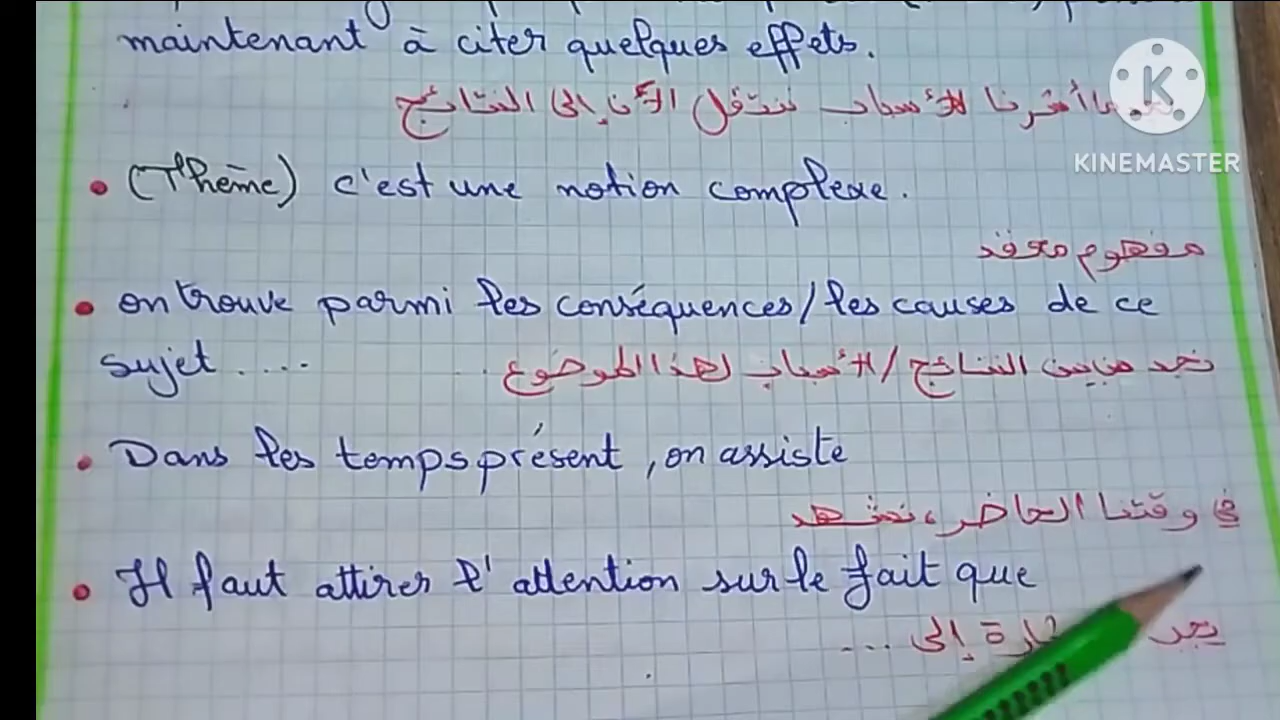 maintenant à citer quelques effets.
أشرنا للأسباب ننتقل الآن إلى النتائج
K
KINEMASTER
• (Thème) c'est une notion complexe.
مفهوم معقد
• on trouve parmi les conséquences/les causes de ce
sujet ....
نجد من بين النتائج/الأسباب لهذا الموضوع
• Dans les temps présent, on assiste
في وقتنا الحاضر، نشهد
• Il faut attirer l'attention sur le fait que
يجب إلى ...